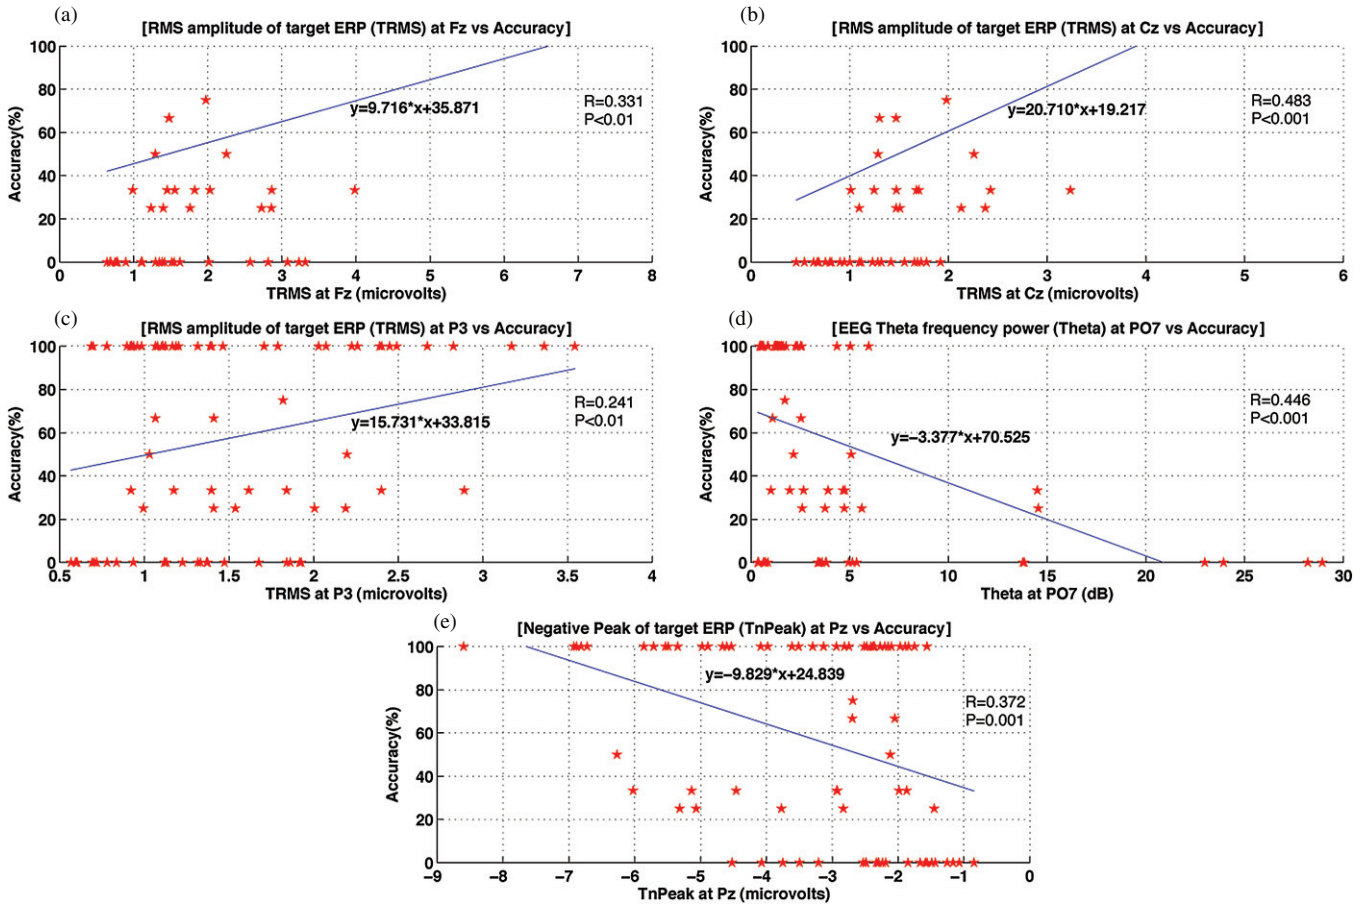 (a)
[RMS amplitude of target ERP (TRMS) at Fz vs Accuracy]
100
80
60
40
20
0
Accuracy(%)
y=9.716*x+35.871
R=0.331
P<0.01
0 1 2 3 4 5 6 7 8
TRMS at Fz (microvolts)
(b)
[RMS amplitude of target ERP (TRMS) at Cz vs Accuracy]
100
80
60
40
20
0
Accuracy(%)
y=20.710*x+19.217
R=0.483
P<0.001
0 1 2 3 4 5 6
TRMS at Cz (microvolts)
(c)
[RMS amplitude of target ERP (TRMS) at P3 vs Accuracy]
100
80
60
40
20
0
Accuracy(%)
y=15.731*x+33.815
R=0.241
P<0.01
0.5 1 1.5 2 2.5 3 3.5 4
TRMS at P3 (microvolts)
(d)
[EEG Theta frequency power (Theta) at PO7 vs Accuracy]
100
80
60
40
20
0
Accuracy(%)
y=−3.377*x+70.525
R=0.446
P<0.001
0 5 10 15 20 25 30
Theta at PO7 (dB)
(e)
[Negative Peak of target ERP (TnPeak) at Pz vs Accuracy]
100
80
60
40
20
0
Accuracy(%)
y=−9.829*x+24.839
R=0.372
P=0.001
−9 −8 −7 −6 −5 −4 −3 −2 −1 0
TnPeak at Pz (microvolts)